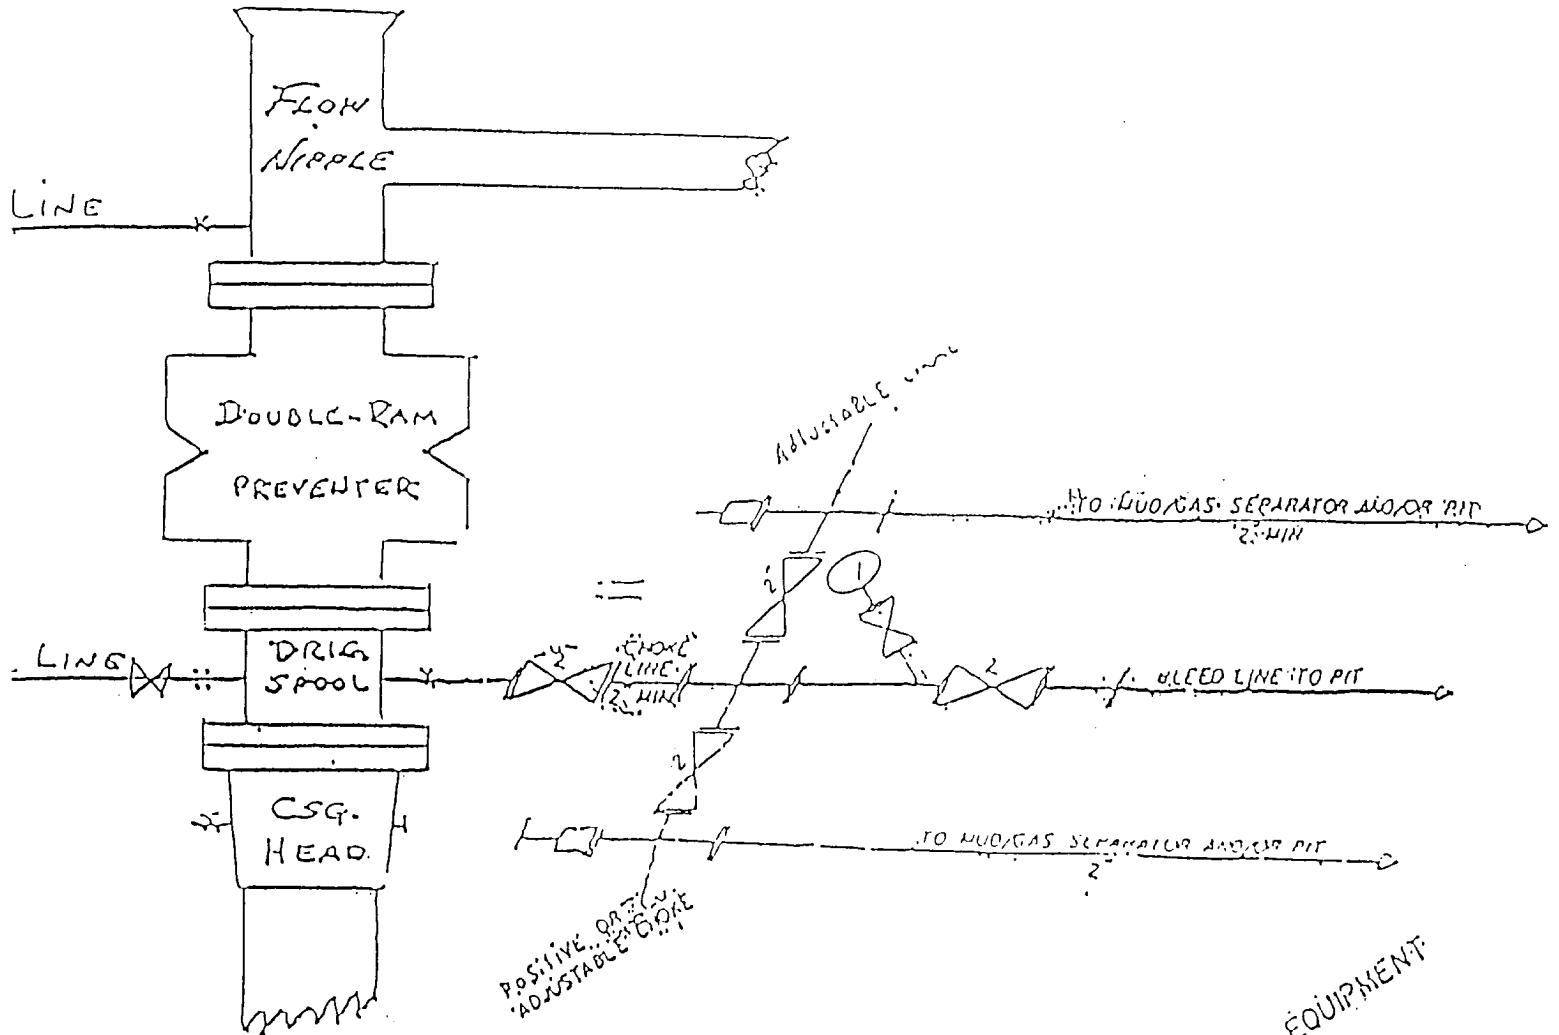 FLOW
NIPPLE
LINE
DOUBLE-RAM
PREVENTER
ADJUSTABLE
TO MUD/GAS SEPARATOR AND/OR PIT
2" MIN
2"
1
LINE
DRLG
SPOOL
"CHOKE"
LINE
2" MIN
2
BLEED LINE TO PIT
2
CSG.
HEAD
TO MUD/GAS SEPARATOR AND/OR PIT
2"
POSITIVE OR
ADJUSTABLE CHOKE
EQUIPMENT